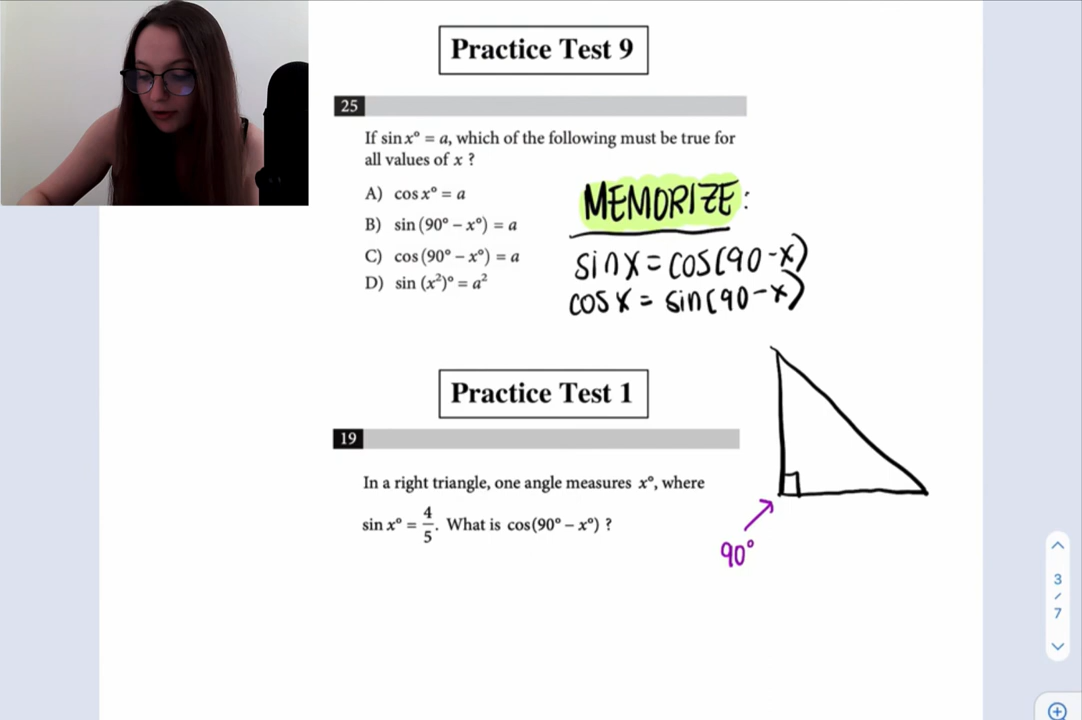 Practice Test 9
25
If sin x° = a, which of the following must be true for
all values of x ?
A) cos x° = a
B) sin (90° – x°) = a
C) cos (90° – x°) = a
D) sin (x²)° = a²
MEMORIZE:
sin x = cos(90-x)
cos x = sin(90-x)
Practice Test 1
19
In a right triangle, one angle measures x°, where
sin x° = 4/5. What is cos(90° – x°) ?
90°
3
/
7